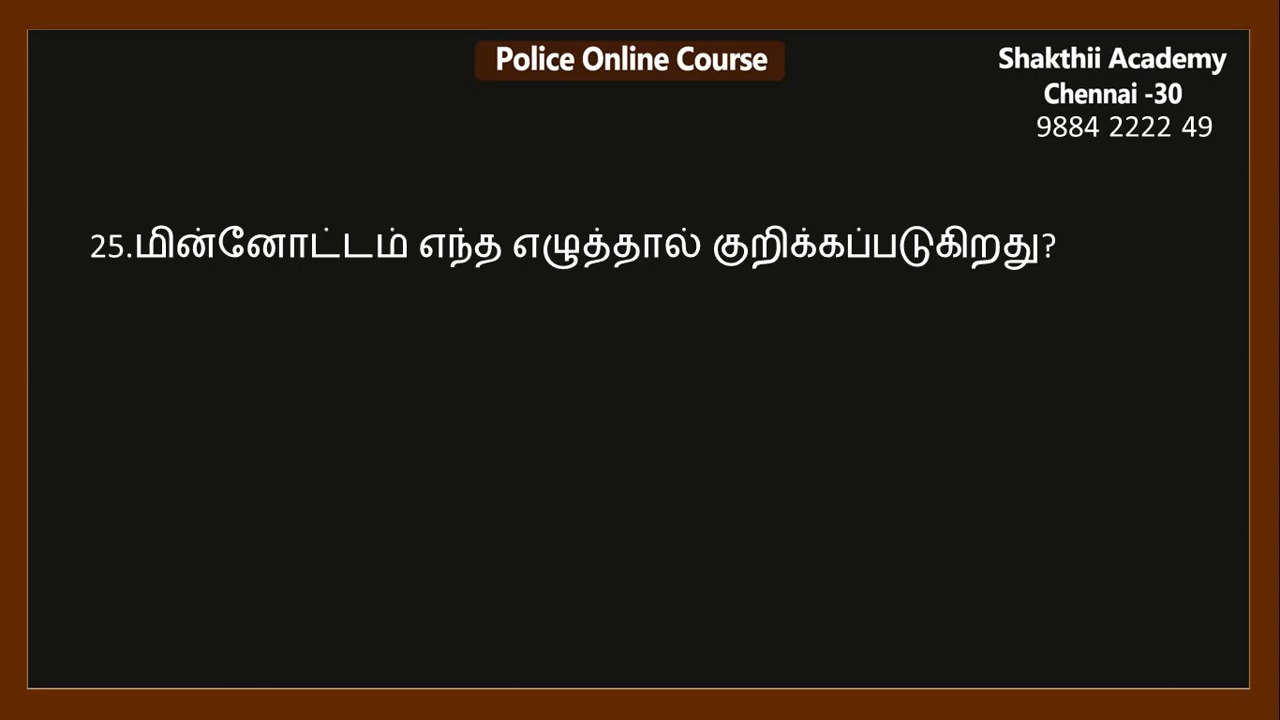 Police Online Course
Shakthii Academy
Chennai -30
9884 2222 49
25.மின்னோட்டம் எந்த எழுத்தால் குறிக்கப்படுகிறது?